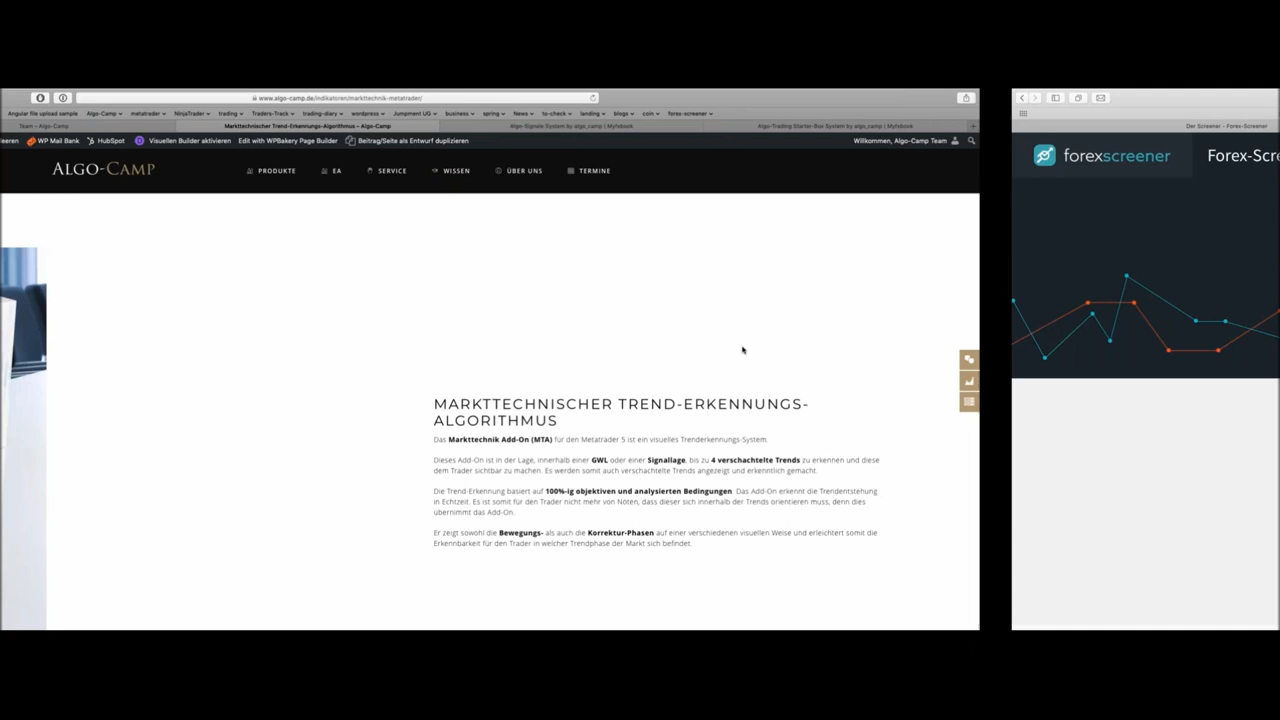 www.algo-camp.de/indikatoren/markttechnik-metatrader/
Angular file upload sample Algo-Camp metatrader NinjaTrader trading Traders-Track trading-diary wordpress Jumpment UG business spring News to-check landing blogs coin forex-screener
Team – Algo-Camp Markttechnischer Trend-Erkennungs-Algorithmus – Algo-Camp Algo-Signale System by algo_camp | Myfxbook Algo-Trading Starter-Box System by algo_camp | Myfxbook
leeren WP Mail Bank HubSpot Visuellen Builder aktivieren Edit with WPBakery Page Builder Beitrag/Seite als Entwurf duplizieren Willkommen, Algo-Camp Team
ALGO-CAMP PRODUKTE EA SERVICE WISSEN ÜBER UNS TERMINE
MARKTTECHNISCHER TREND-ERKENNUNGS-
ALGORITHMUS
Das Markttechnik Add-On (MTA) für den Metatrader 5 ist ein visuelles Trenderkennungs-System.
Dieses Add-On ist in der Lage, innerhalb einer GWL oder einer Signallage, bis zu 4 verschachtelte Trends zu erkennen und diese
dem Trader sichtbar zu machen. Es werden somit auch verschachtelte Trends angezeigt und erkenntlich gemacht.
Die Trend-Erkennung basiert auf 100%-ig objektiven und analysierten Bedingungen. Das Add-On erkennt die Trendentstehung
in Echtzeit. Es ist somit für den Trader nicht mehr von Nöten, dass dieser sich innerhalb der Trends orientieren muss, denn dies
übernimmt das Add-On.
Er zeigt sowohl die Bewegungs- als auch die Korrektur-Phasen auf einer verschiedenen visuellen Weise und erleichtert somit die
Erkennbarkeit für den Trader in welcher Trendphase der Markt sich befindet.
Der Screener - Forex-Screener
forexscreener Forex-Scre